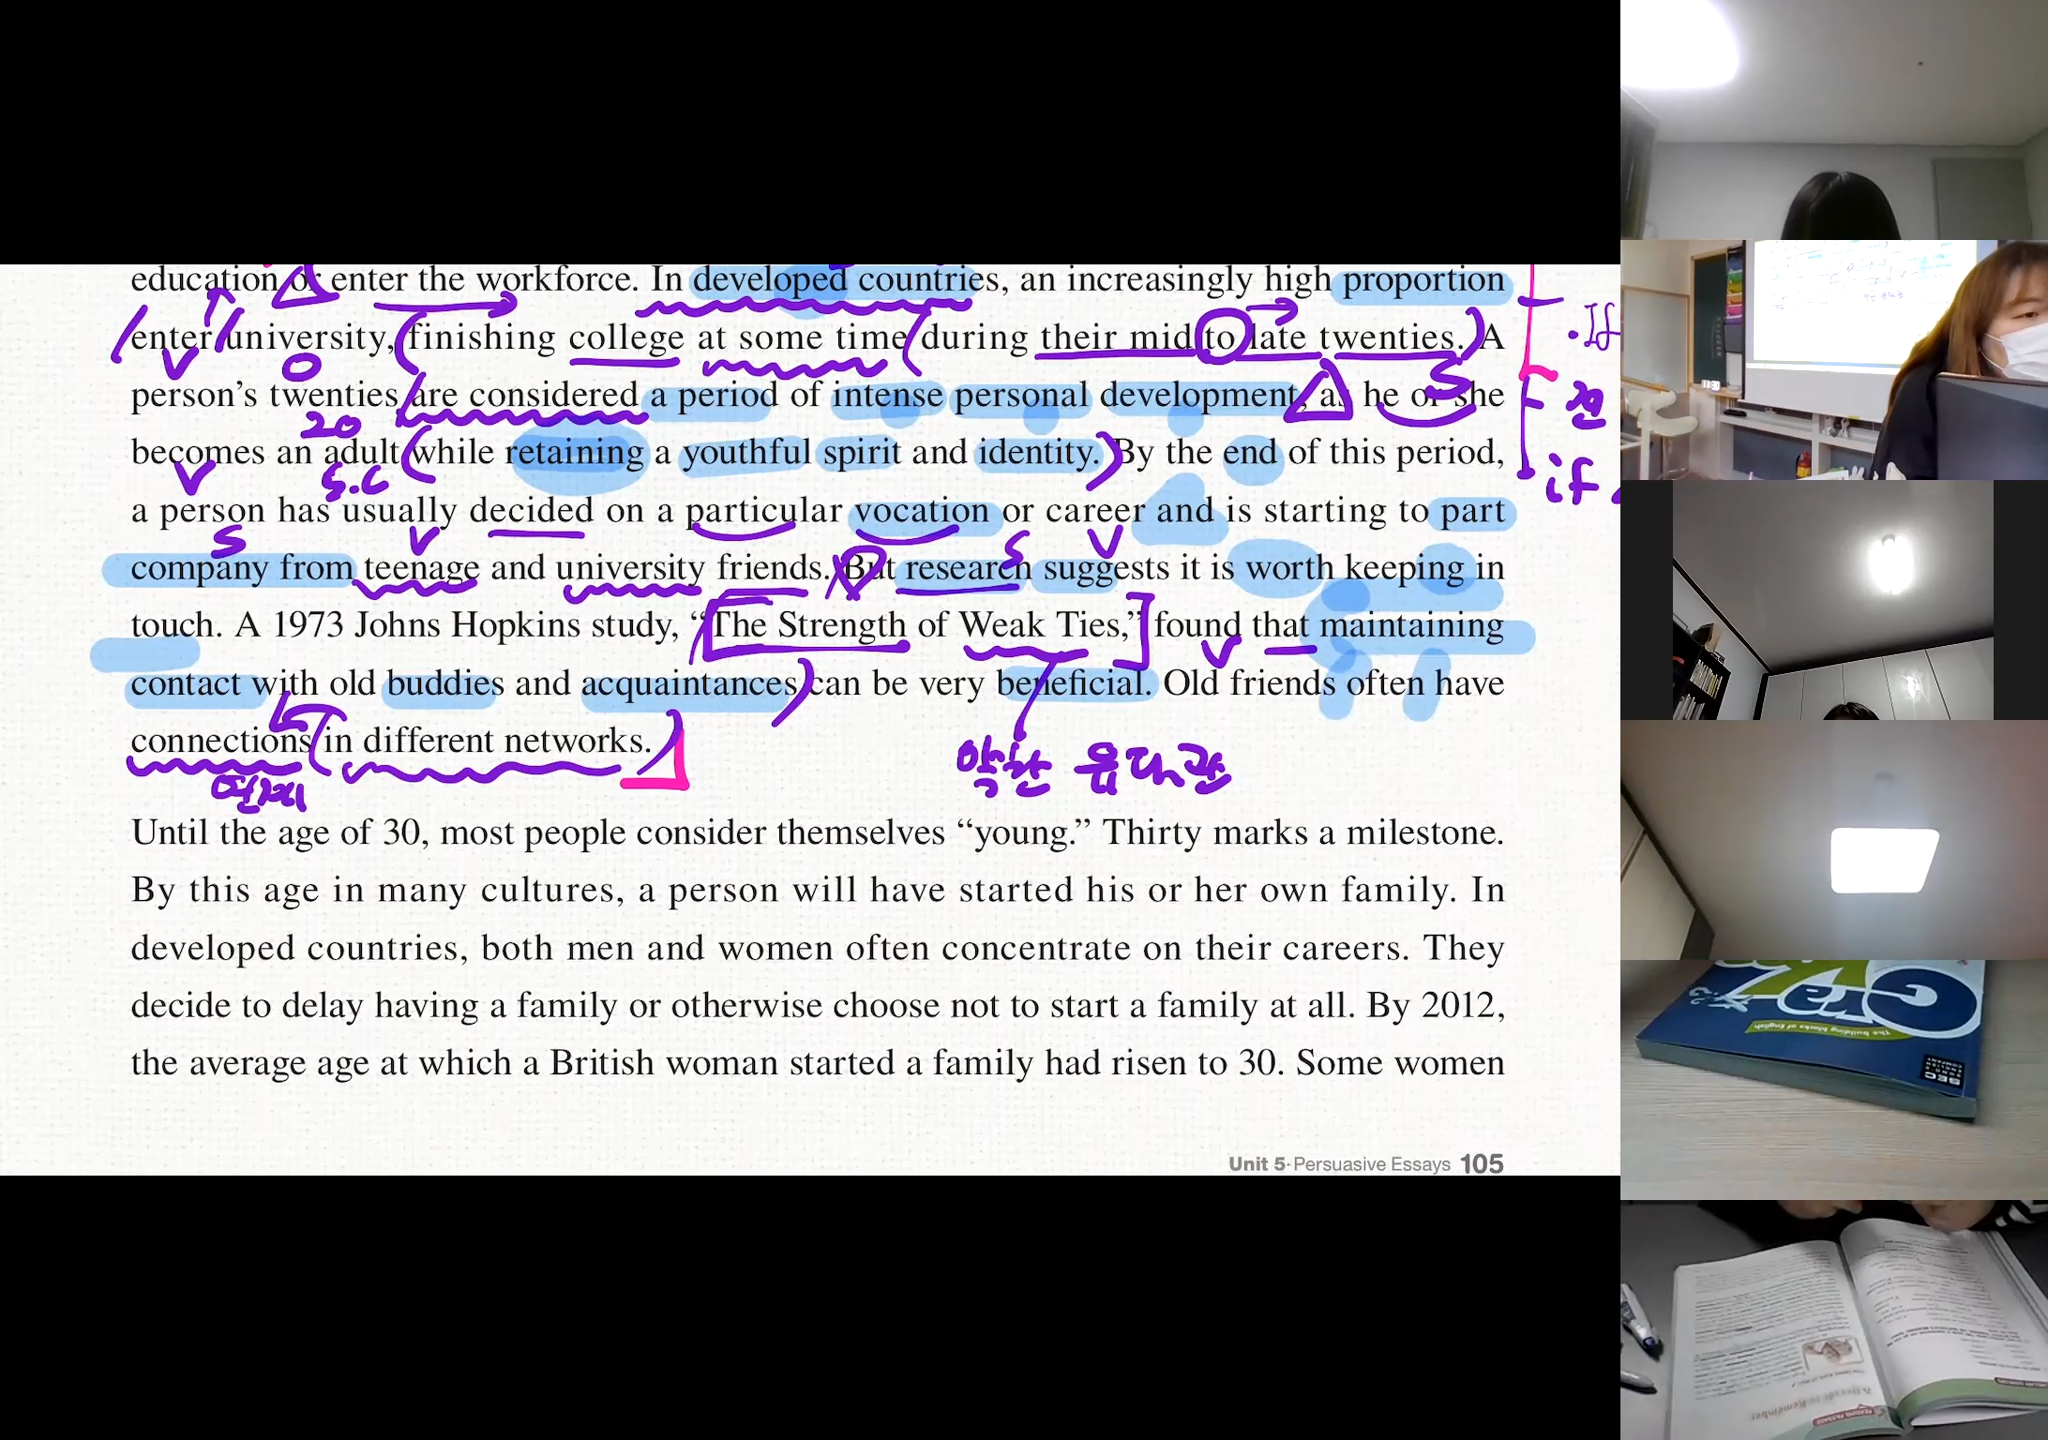 education or enter the workforce. In developed countries, an increasingly high proportion
enter university, finishing college at some time during their mid to late twenties. A
person's twenties are considered a period of intense personal development, as he or she
becomes an adult while retaining a youthful spirit and identity. By the end of this period,
a person has usually decided on a particular vocation or career and is starting to part
company from teenage and university friends. But research suggests it is worth keeping in
touch. A 1973 Johns Hopkins study, “The Strength of Weak Ties,” found that maintaining
contact with old buddies and acquaintances can be very beneficial. Old friends often have
connections in different networks.
Until the age of 30, most people consider themselves “young.” Thirty marks a milestone.
By this age in many cultures, a person will have started his or her own family. In
developed countries, both men and women often concentrate on their careers. They
decide to delay having a family or otherwise choose not to start a family at all. By 2012,
the average age at which a British woman started a family had risen to 30. Some women
Unit 5· Persuasive Essays 105
V
O
S
20
V
S.C
S
V
S
V
V
약한 유대관
.If
전
if
The building blocks of English